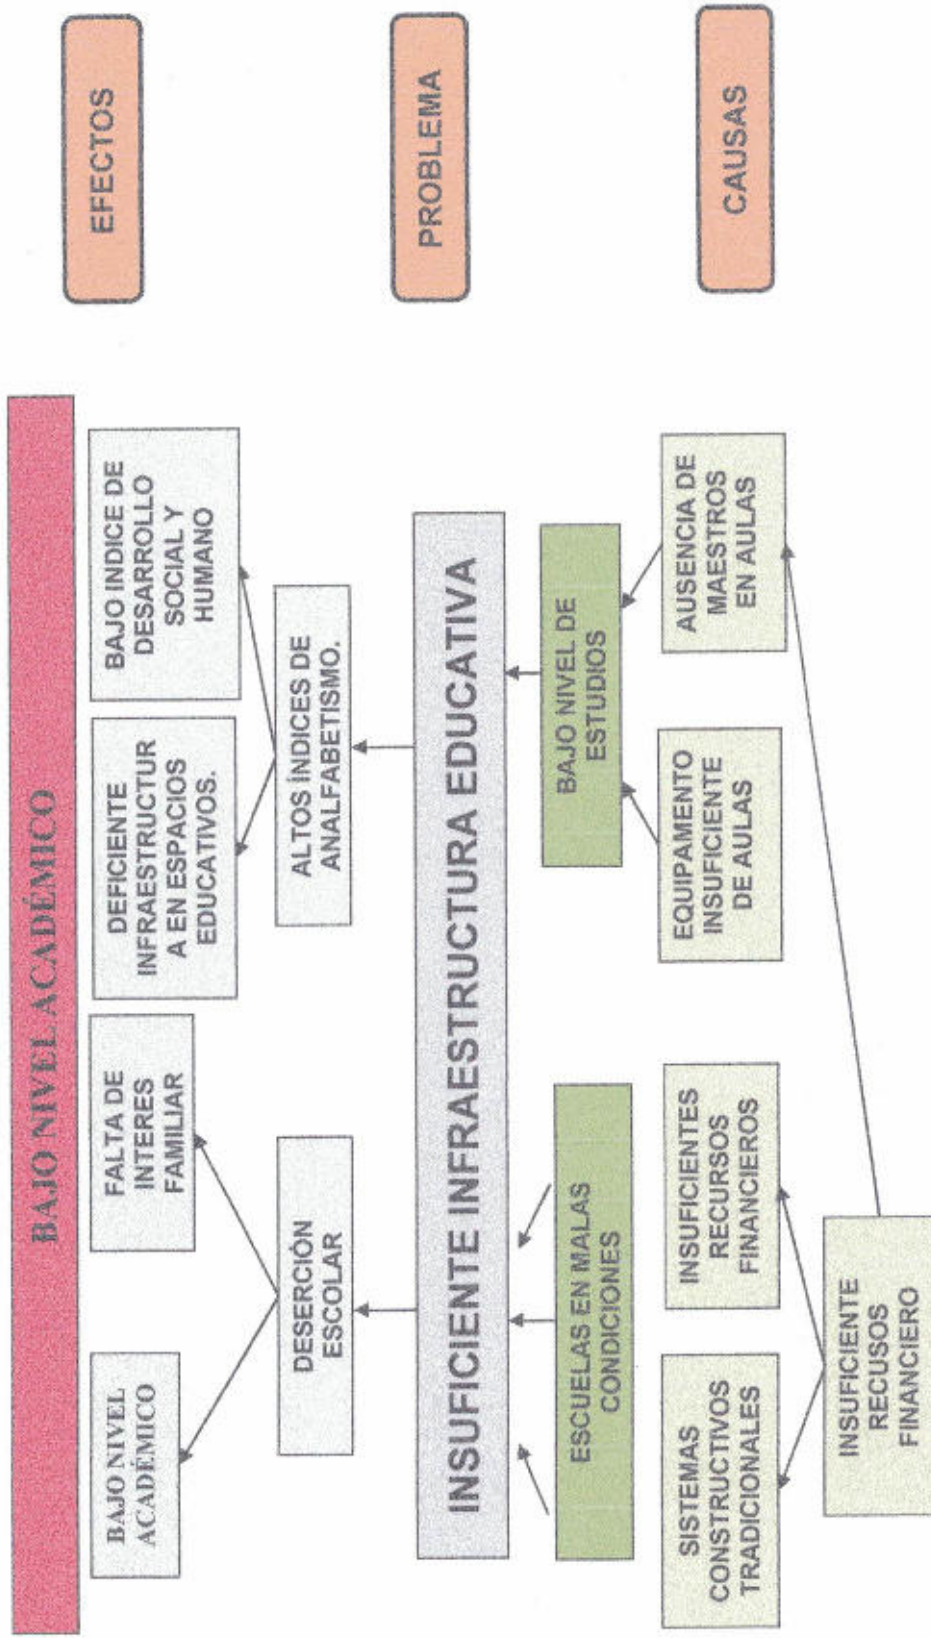 BAJO NIVEL ACADÉMICO
BAJO NIVEL
ACADÉMICO
FALTA DE
INTERES
FAMILIAR
DEFICIENTE
INFRAESTRUCTUR
A EN ESPACIOS
EDUCATIVOS.
BAJO INDICE DE
DESARROLLO
SOCIAL Y
HUMANO
EFECTOS
DESERCIÓN
ESCOLAR
ALTOS ÍNDICES DE
ANALFABETISMO.
INSUFICIENTE INFRAESTRUCTURA EDUCATIVA
PROBLEMA
ESCUELAS EN MALAS
CONDICIONES
BAJO NIVEL DE
ESTUDIOS
SISTEMAS
CONSTRUCTIVOS
TRADICIONALES
INSUFICIENTES
RECURSOS
FINANCIEROS
EQUIPAMENTO
INSUFICIENTE
DE AULAS
AUSENCIA DE
MAESTROS
EN AULAS
CAUSAS
INSUFICIENTE
RECUSOS
FINANCIERO